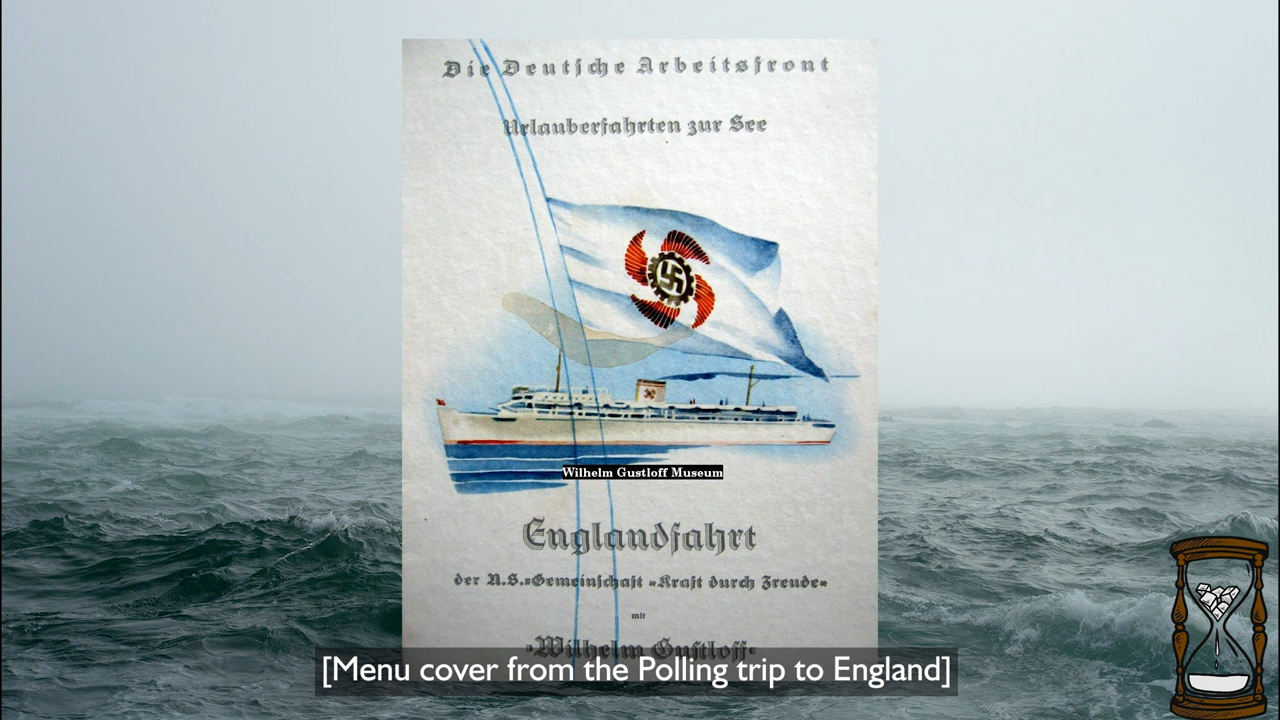 Die Deutsche Arbeitsfront
Urlauberfahrten zur See
Wilhelm Gustloff Museum
Englandfahrt
der N.S.=Gemeinschaft »Kraft durch Freude«
mit
»Wilhelm Gustloff«
[Menu cover from the Polling trip to England]